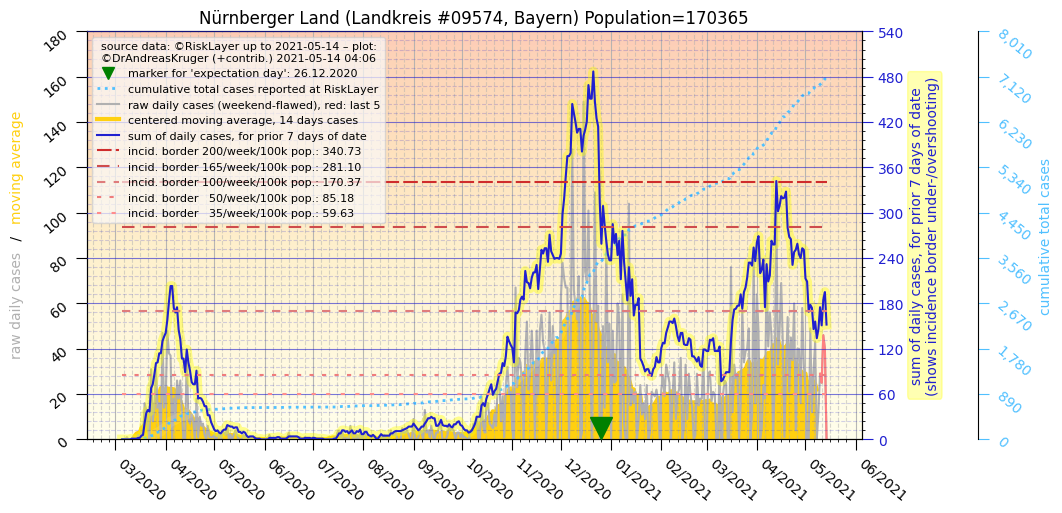 Nürnberger Land (Landkreis #09574, Bayern) Population=170365
source data: ©RiskLayer up to 2021-05-14 – plot:
©DrAndreasKruger (+contrib.) 2021-05-14 04:06
marker for 'expectation day': 26.12.2020
cumulative total cases reported at RiskLayer
raw daily cases (weekend-flawed), red: last 5
centered moving average, 14 days cases
sum of daily cases, for prior 7 days of date
incid. border 200/week/100k pop.: 340.73
incid. border 165/week/100k pop.: 281.10
incid. border 100/week/100k pop.: 170.37
incid. border 50/week/100k pop.: 85.18
incid. border 35/week/100k pop.: 59.63
raw daily cases / moving average
180
160
140
120
100
80
60
40
20
0
540
480
420
360
300
240
180
120
60
0
sum of daily cases, for prior 7 days of date
(shows incidence border under-/overshooting)
8,010
7,120
6,230
5,340
4,450
3,560
2,670
1,780
890
0
cumulative total cases
03/2020
04/2020
05/2020
06/2020
07/2020
08/2020
09/2020
10/2020
11/2020
12/2020
01/2021
02/2021
03/2021
04/2021
05/2021
06/2021